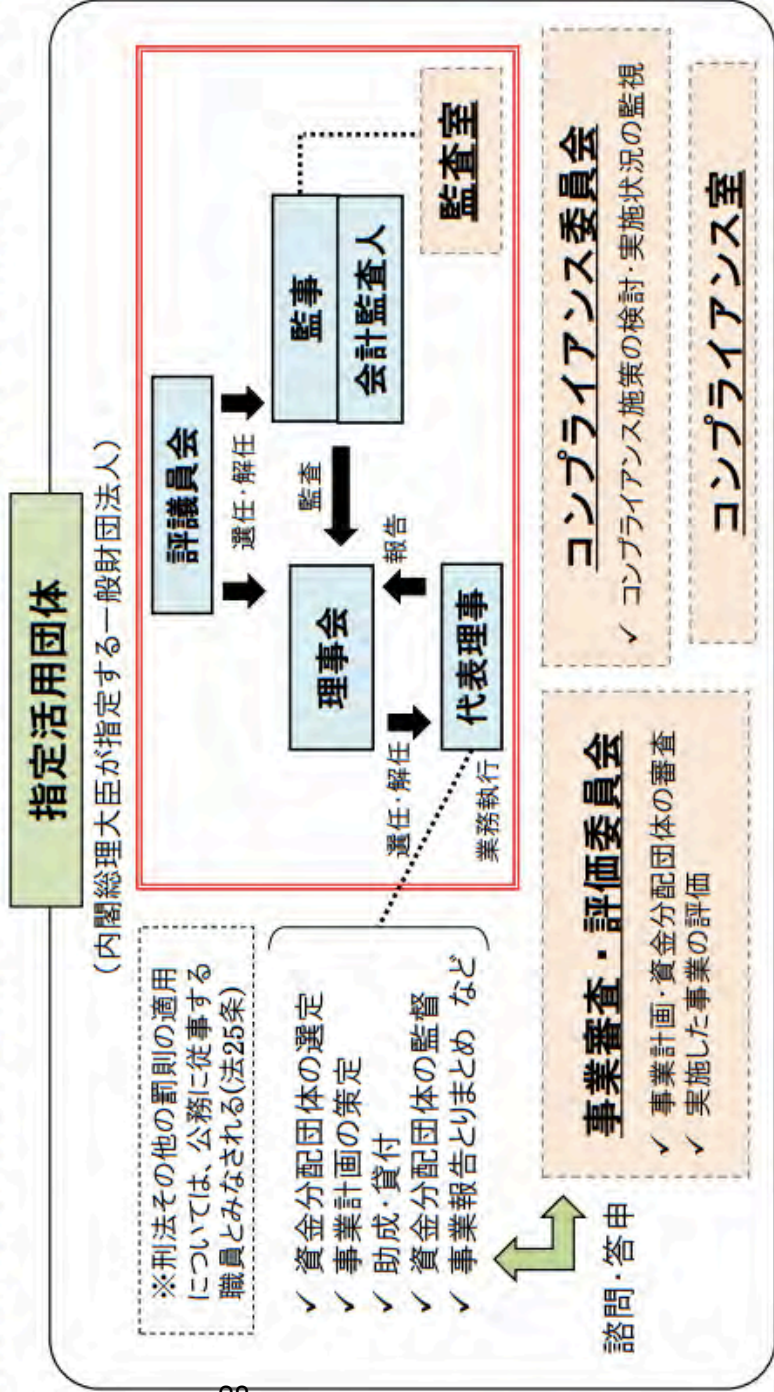 指定活用団体
(内閣総理大臣が指定する一般財団法人)
※刑法その他の罰則の適用
については、公務に従事する
職員とみなされる(法25条)
✓ 資金分配団体の選定
✓ 事業計画の策定
✓ 助成・貸付
✓ 資金分配団体の監督
✓ 事業報告とりまとめ など
評議員会
選任・解任
理事会
監査
監事
会計監査人
選任・解任
報告
代表理事
業務執行
監査室
諮問・答申
事業審査・評価委員会
✓ 事業計画・資金分配団体の審査
✓ 実施した事業の評価
コンプライアンス委員会
✓ コンプライアンス施策の検討・実施状況の監視
コンプライアンス室